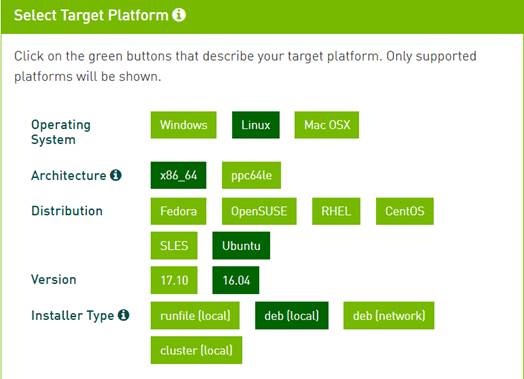 Select Target Platform
Click on the green buttons that describe your target platform. Only supported
platforms will be shown.
Operating System
Windows Linux Mac OSX
Architecture
x86_64 ppc64le
Distribution
Fedora OpenSUSE RHEL CentOS
SLES Ubuntu
Version
17.10 16.04
Installer Type
runfile (local) deb (local) deb (network)
cluster (local)